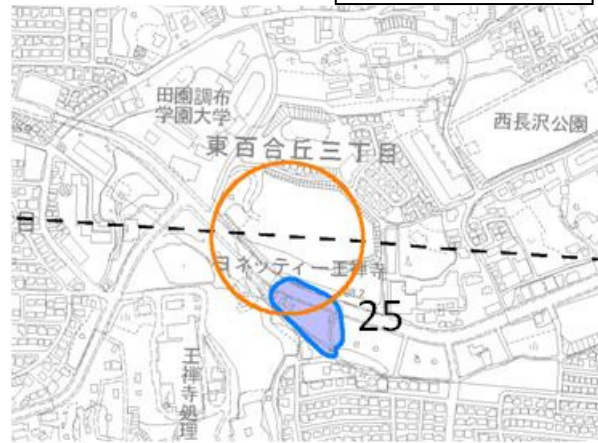 田園調布
学園大学
西長沢公園
東百合丘三丁目
目
ヨネッティー王禅寺
25
王禅寺処理